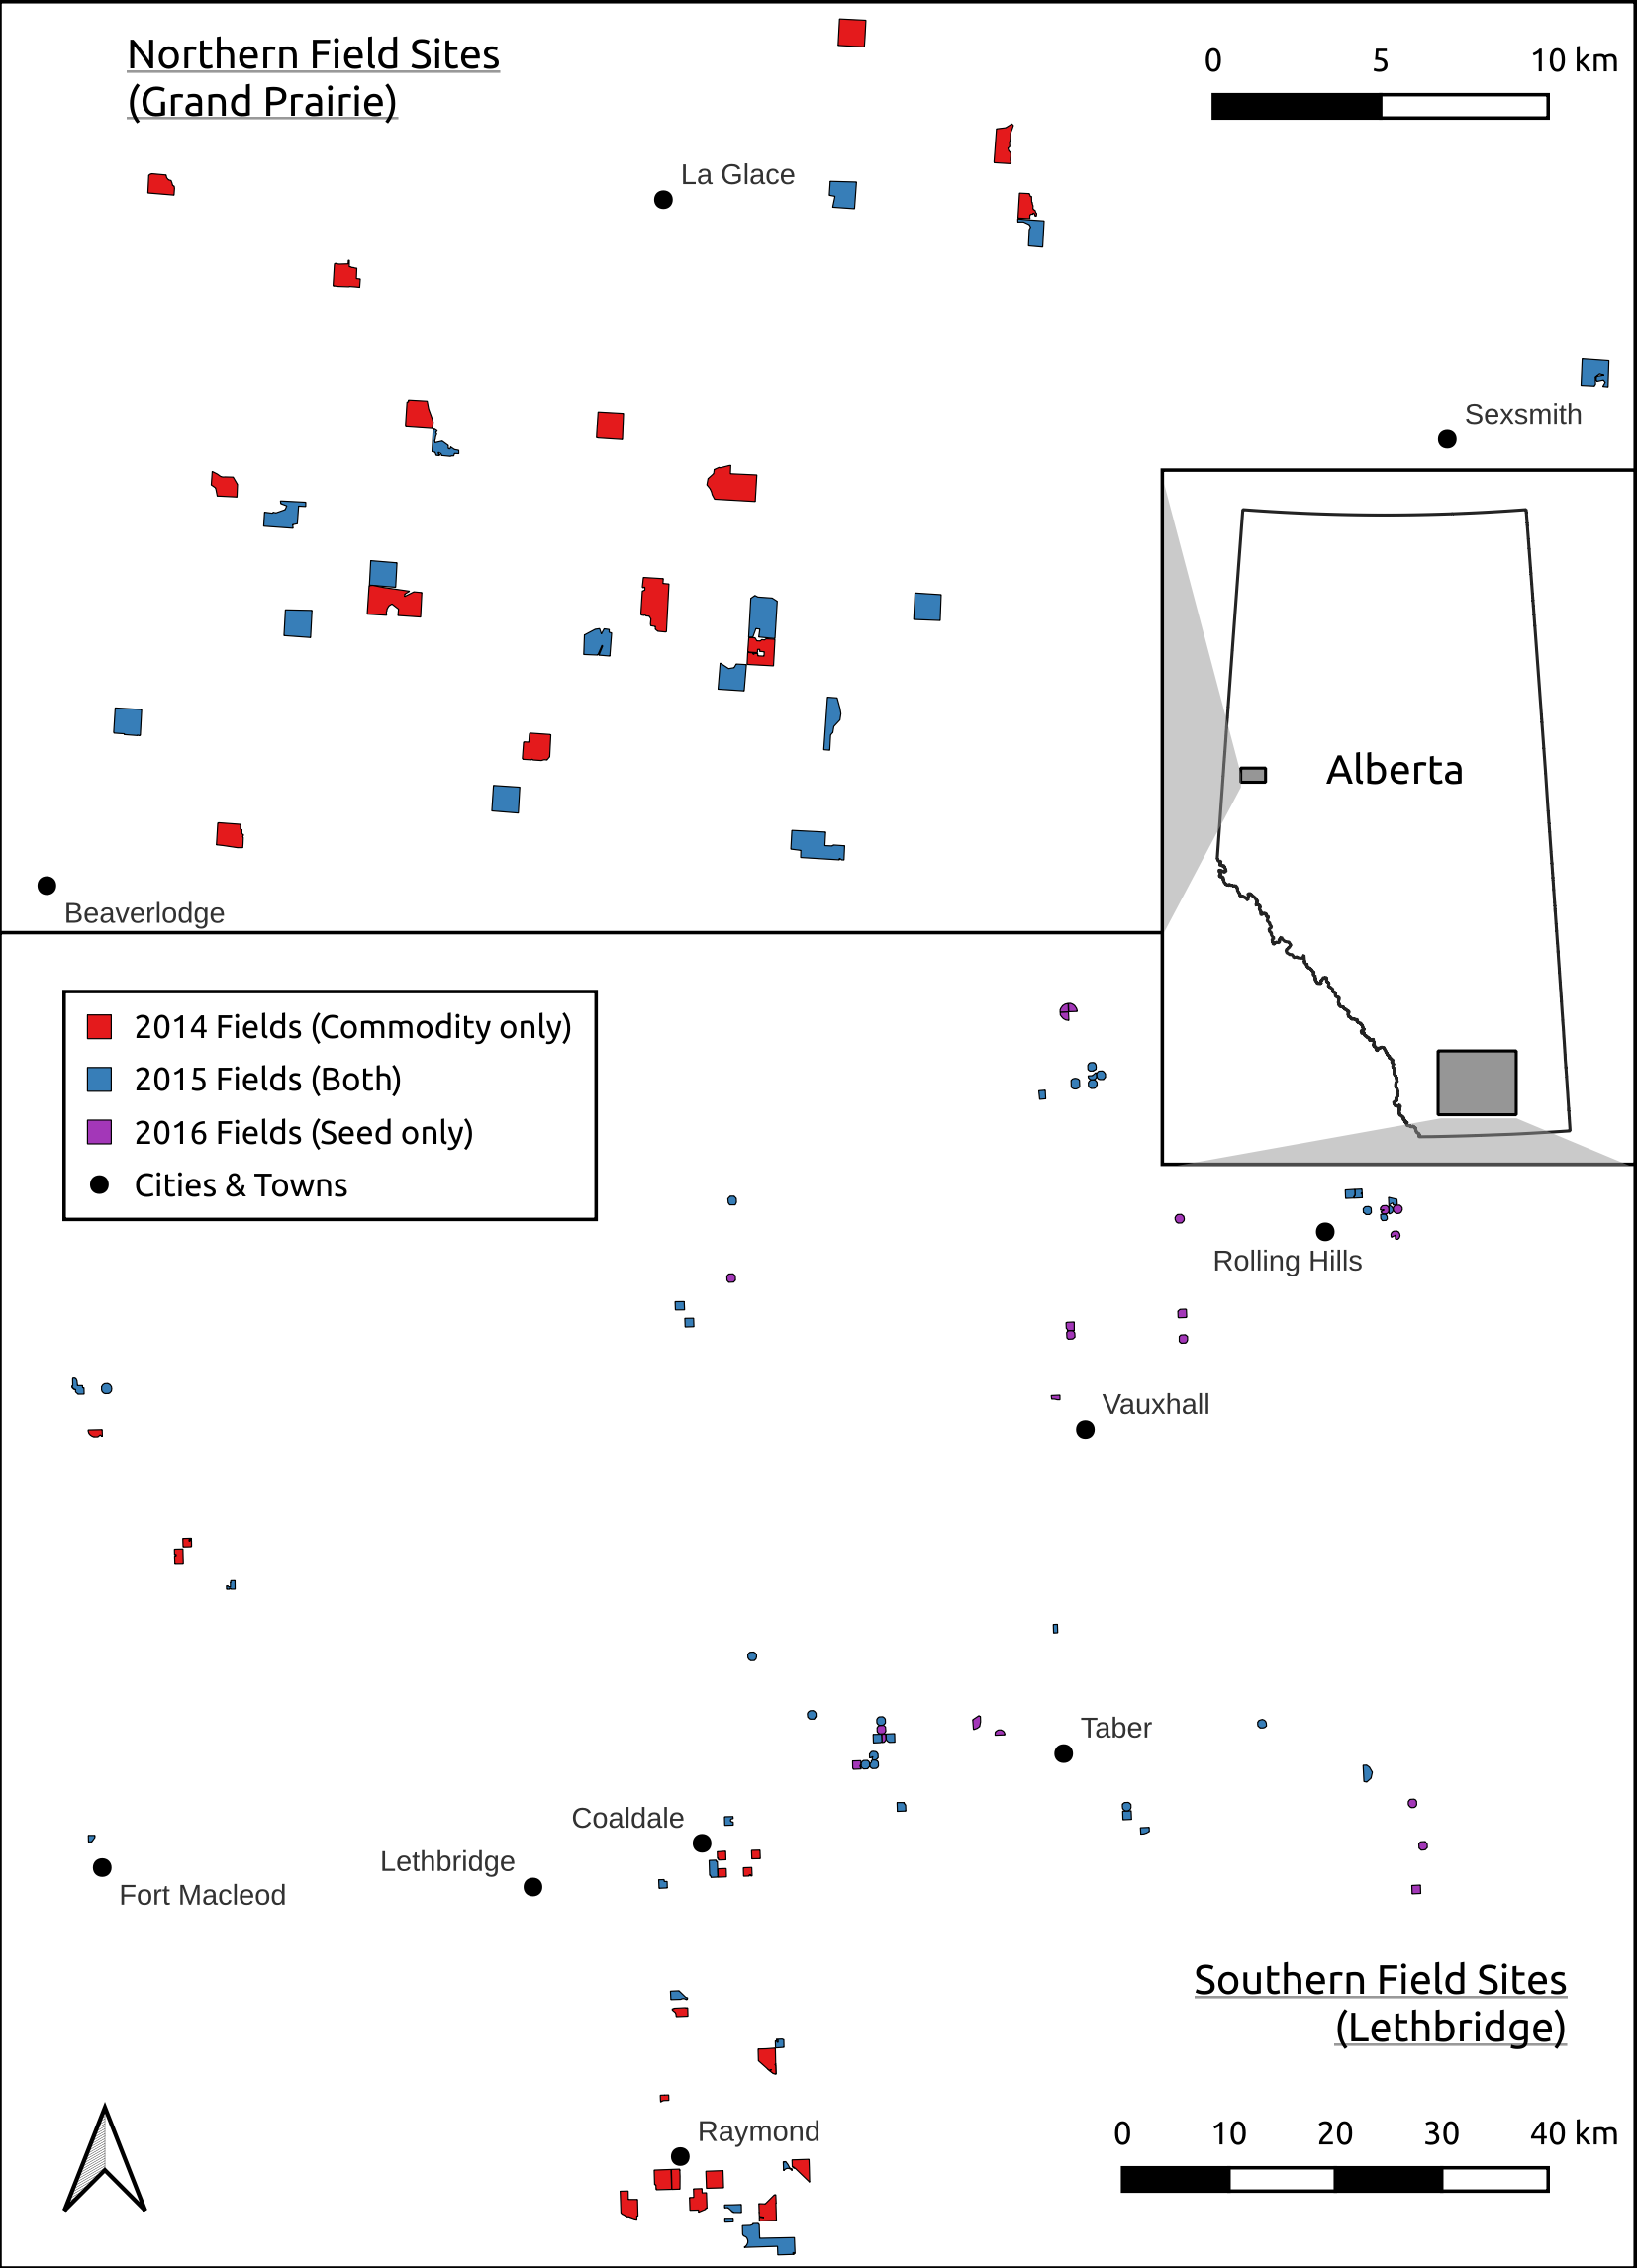 Northern Field Sites
(Grand Prairie)
0 5 10 km
La Glace
Sexsmith
Beaverlodge
Alberta
2014 Fields (Commodity only)
2015 Fields (Both)
2016 Fields (Seed only)
Cities & Towns
Rolling Hills
Vauxhall
Taber
Coaldale
Lethbridge
Fort Macleod
Southern Field Sites
(Lethbridge)
Raymond
0 10 20 30 40 km